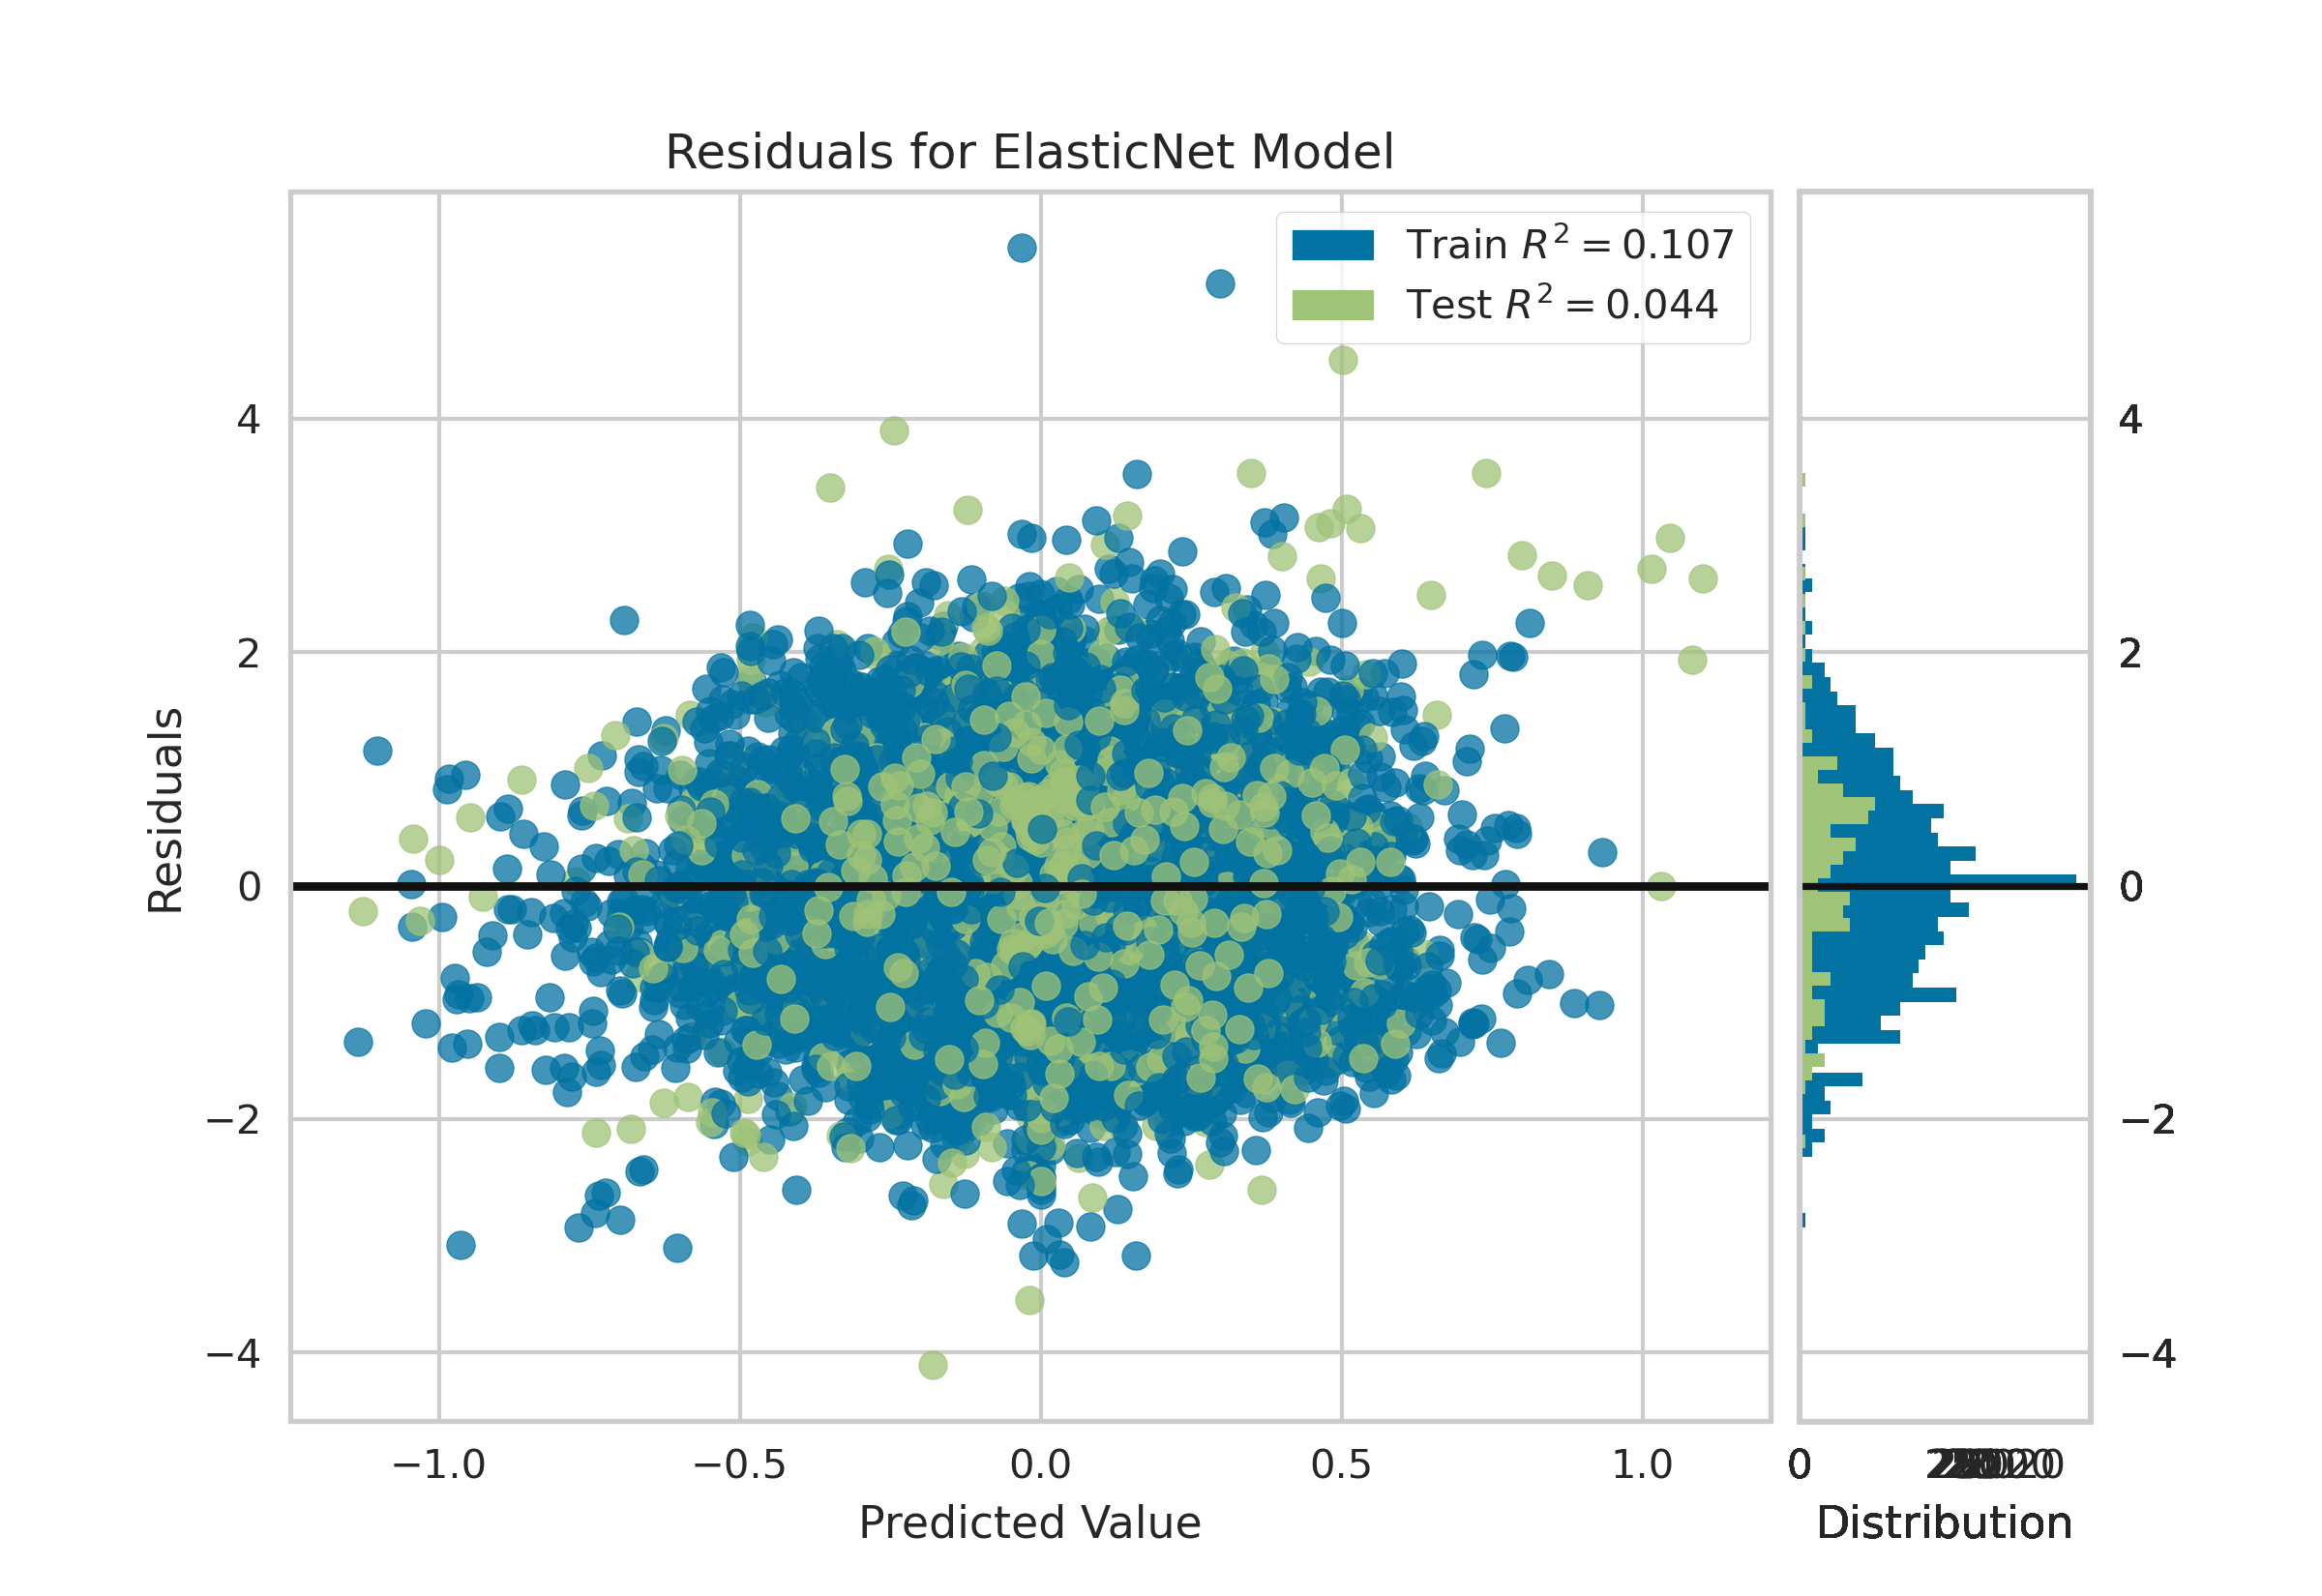 Residuals for ElasticNet Model
Train R² = 0.107
Test R² = 0.044
Residuals
4
2
0
−2
−4
4
2
0
−2
−4
−1.0
−0.5
0.0
0.5
1.0
0
Predicted Value
Distribution